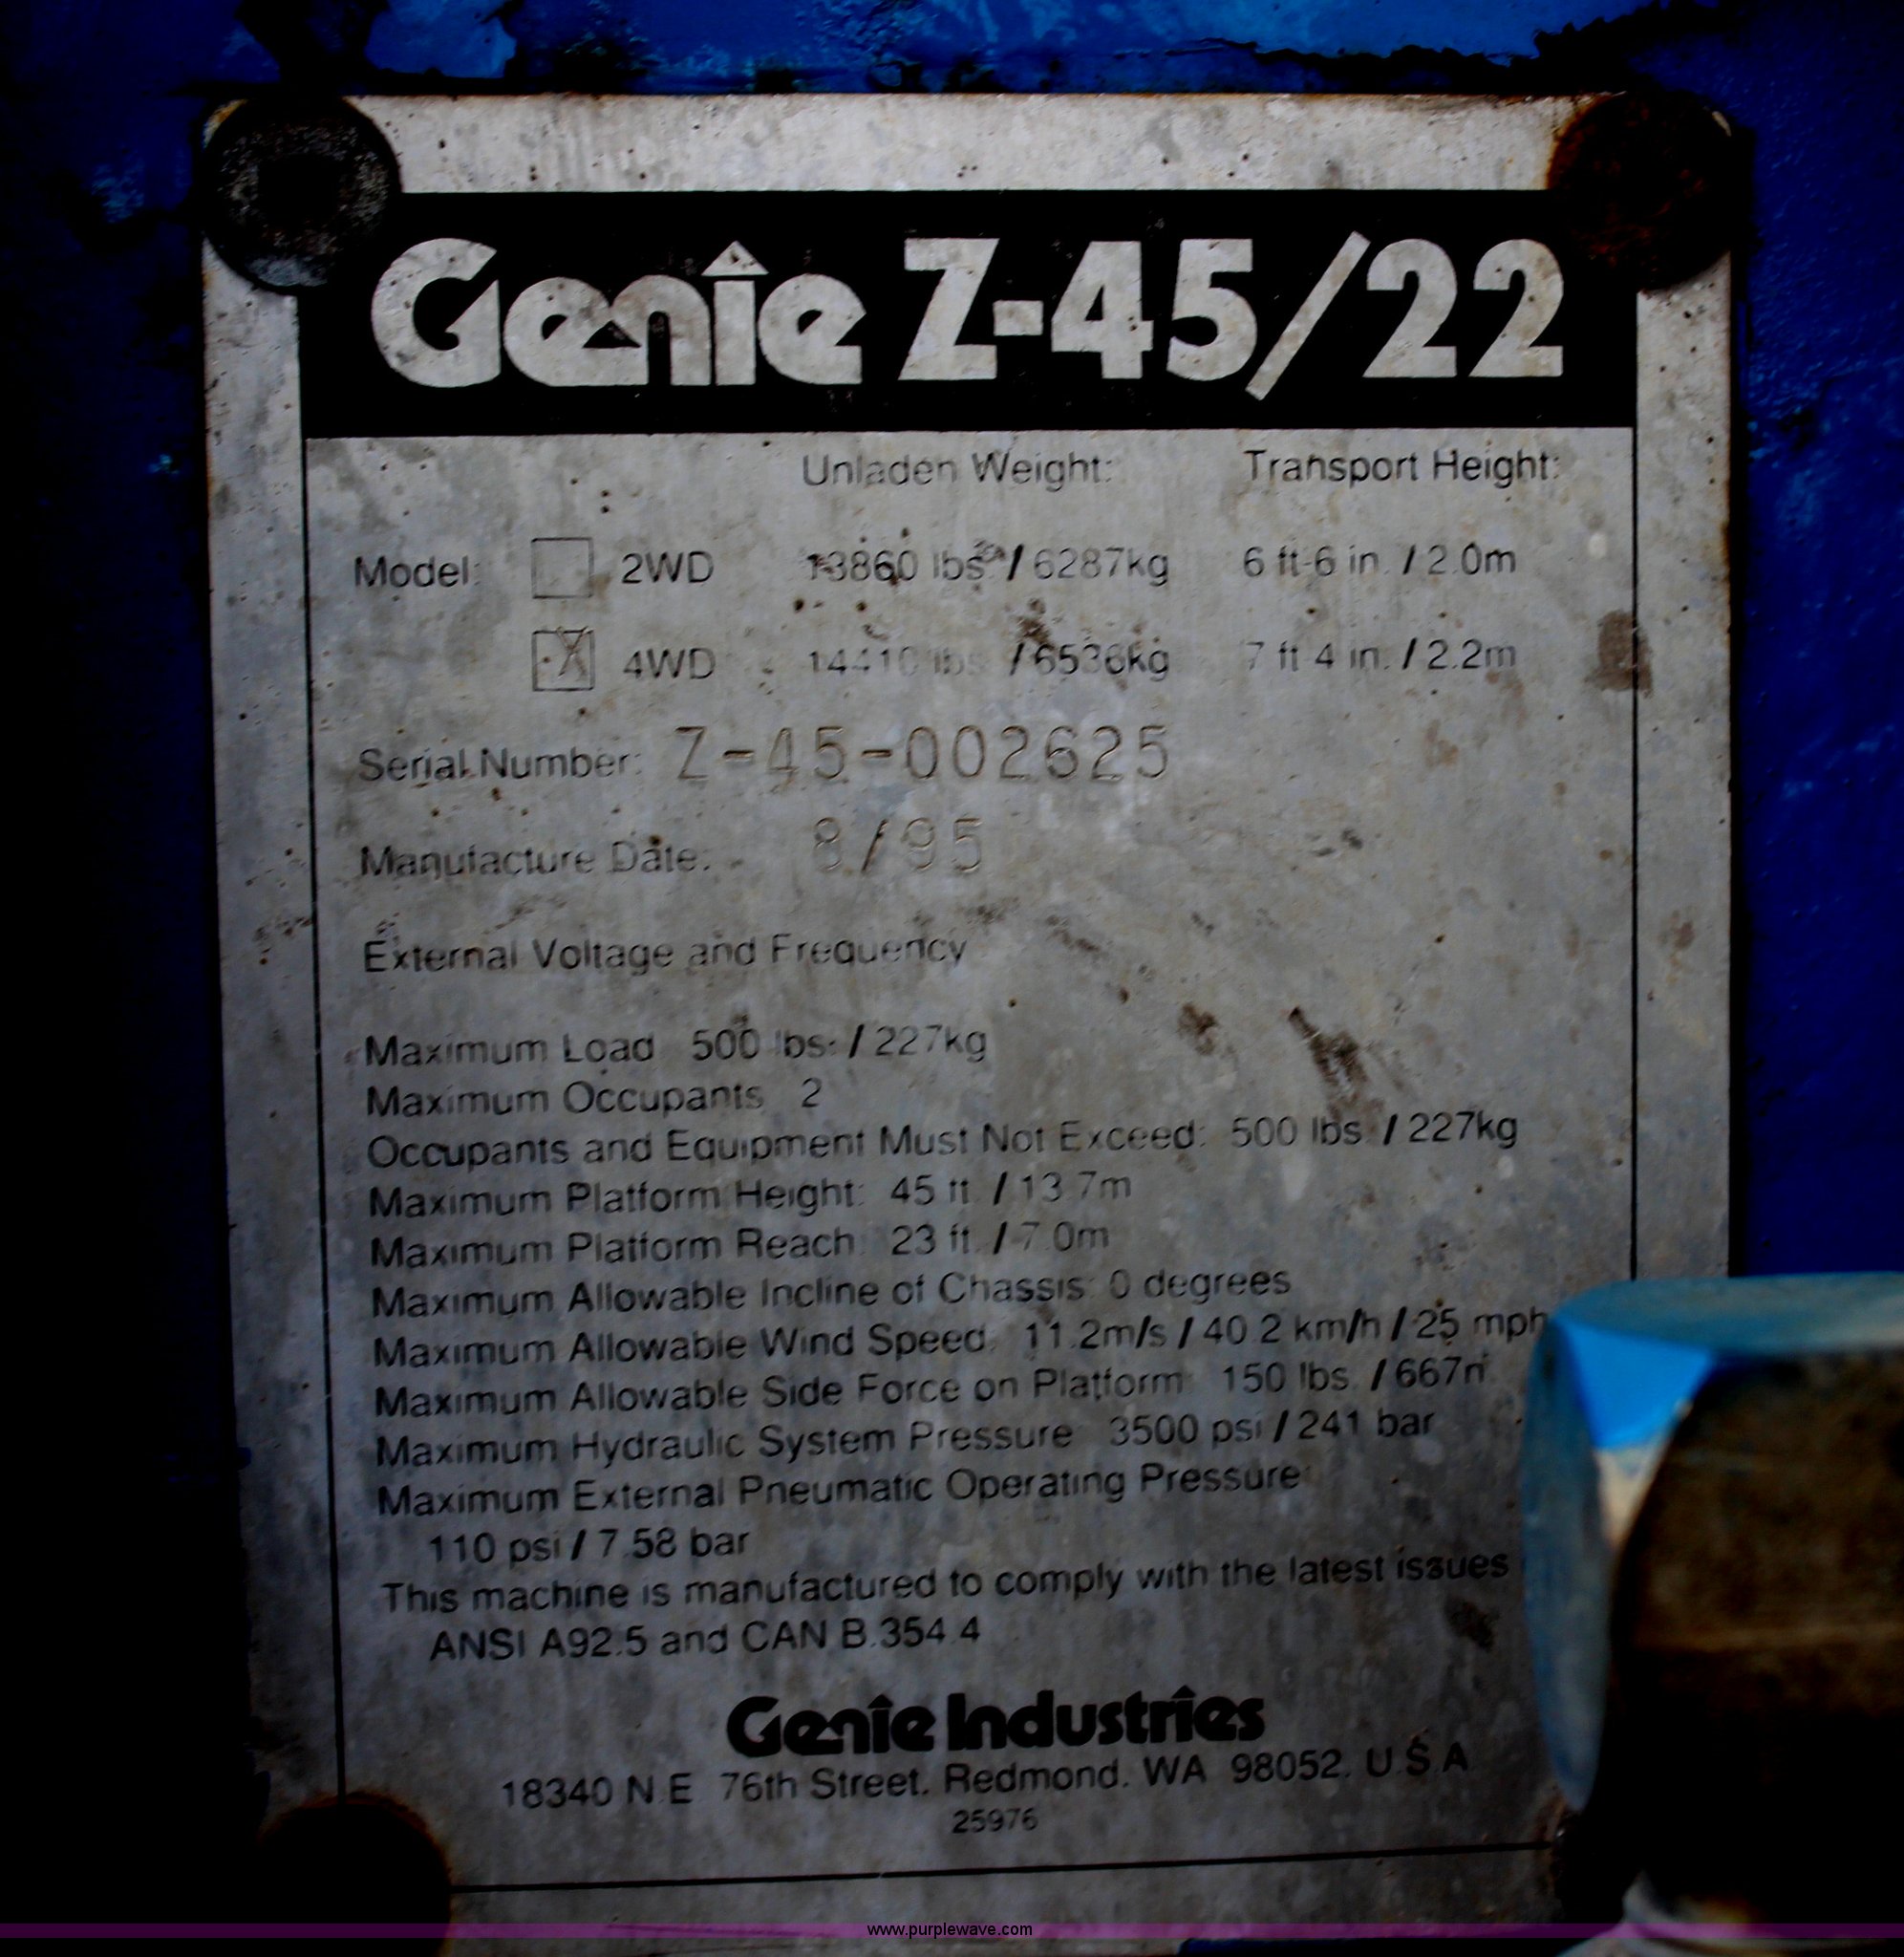 Genie Z-45/22
Unladen Weight: Transport Height:
Model: 2WD 13860 lbs. / 6287kg 6 ft-6 in. / 2.0m
X 4WD 14410 lbs. / 6536kg 7 ft 4 in. / 2.2m
Serial Number: Z-45-002625
Manufacture Date: 8/95
External Voltage and Frequency
Maximum Load 500 lbs. / 227kg
Maximum Occupants 2
Occupants and Equipment Must Not Exceed: 500 lbs. / 227kg
Maximum Platform Height: 45 ft. / 13.7m
Maximum Platform Reach: 23 ft. / 7.0m
Maximum Allowable Incline of Chassis: 0 degrees
Maximum Allowable Wind Speed: 11.2m/s / 40.2 km/h / 25 mph
Maximum Allowable Side Force on Platform: 150 lbs. / 667n
Maximum Hydraulic System Pressure: 3500 psi / 241 bar
Maximum External Pneumatic Operating Pressure:
110 psi / 7.58 bar
This machine is manufactured to comply with the latest issues
ANSI A92.5 and CAN B.354.4
Genie Industries
18340 N.E. 76th Street, Redmond, WA 98052, U.S.A.
25976
www.purplewave.com